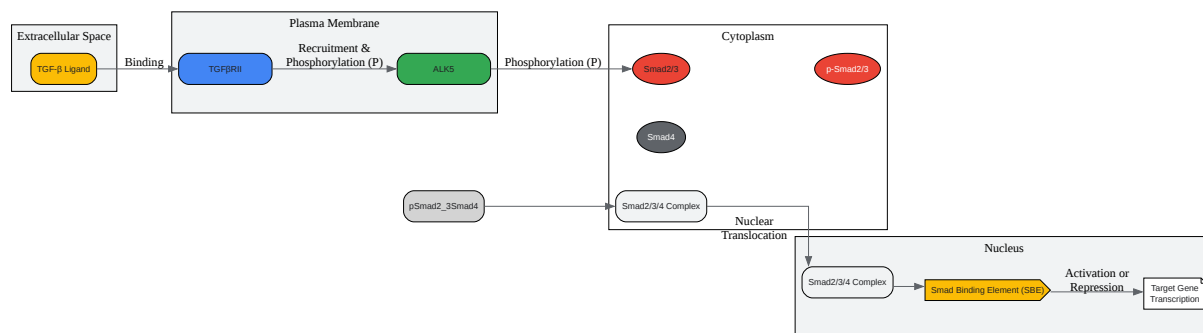 Extracellular Space
TGF-β Ligand
Binding
Plasma Membrane
TGFβRII
Recruitment &
Phosphorylation (P)
ALK5
Phosphorylation (P)
Cytoplasm
Smad2/3
p-Smad2/3
Smad4
pSmad2_3Smad4
Smad2/3/4 Complex
Nuclear
Translocation
Nucleus
Smad2/3/4 Complex
Smad Binding Element (SBE)
Activation or
Repression
Target Gene
Transcription